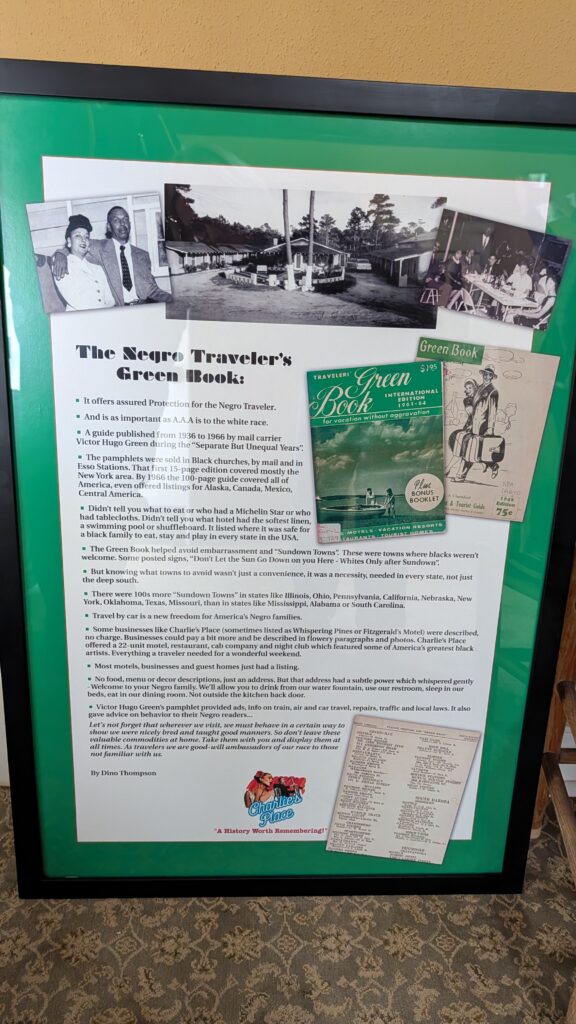 The Negro Traveler's
Green Book:
It offers assured Protection for the Negro Traveler.
And is as important as A.A.A is to the white race.
A guide published from 1936 to 1966 by mail carrier
Victor Hugo Green during the "Separate But Unequal Years".
The pamphlets were sold in Black churches, by mail and in
Esso Stations. That first 15-page edition covered mostly the
New York area. By 1966 the 100-page guide covered all of
America, even offered listings for Alaska, Canada, Mexico,
Central America.
Didn't tell you what to eat or who had a Michelin Star or who
had tablecloths. Didn't tell you what hotel had the softest linen,
a swimming pool or shuffleboard. It listed where it was safe for
a black family to eat, stay and play in every state in the USA.
The Green Book helped avoid embarrassment and "Sundown Towns". These were towns where blacks weren't
welcome. Some posted signs, "Don't Let the Sun Go Down on you Here - Whites Only after Sundown".
But knowing what towns to avoid wasn't just a convenience, it was a necessity, needed in every state, not just
the deep south.
There were 100s more "Sundown Towns" in states like Illinois, Ohio, Pennsylvania, California, Nebraska, New
York, Oklahoma, Texas, Missouri, than in states like Mississippi, Alabama or South Carolina.
Travel by car is a new freedom for America's Negro families.
Some businesses like Charlie's Place (sometimes listed as Whispering Pines or Fitzgerald's Motel) were described,
no charge. Businesses could pay a bit more and be described in flowery paragraphs and photos. Charlie's Place
offered a 22-unit motel, restaurant, cab company and night club which featured some of America's greatest black
artists. Everything a traveler needed for a wonderful weekend.
Most motels, businesses and guest homes just had a listing.
No food, menu or decor descriptions, just an address. But that address had a subtle power which whispered gently
- Welcome to your Negro family. We'll allow you to drink from our water fountain, use our restroom, sleep in our
beds, eat in our dining room. Not outside the kitchen back door.
Victor Hugo Green's pamphlet provided ads, info on train, air and car travel, repairs, traffic and local laws. It also
gave advice on behavior to their Negro readers...
Let's not forget that wherever we visit, we must behave in a certain way to
show we were nicely bred and taught good manners. So don't leave these
valuable commodities at home. Take them with you and display them at
all times. As travelers we are good-will ambassadors of our race to those
not familiar with us.
By Dino Thompson
Charlie's
Place
"A History Worth Remembering!"
$1.95
TRAVELERS'
Green
Book
INTERNATIONAL
EDITION
1963-64
for vacation without aggravation
Plus
BONUS
BOOKLET
MOTELS - VACATION RESORTS
RESTAURANTS - TOURIST HOMES
Green Book
& Tourist Guide
Edition
75¢